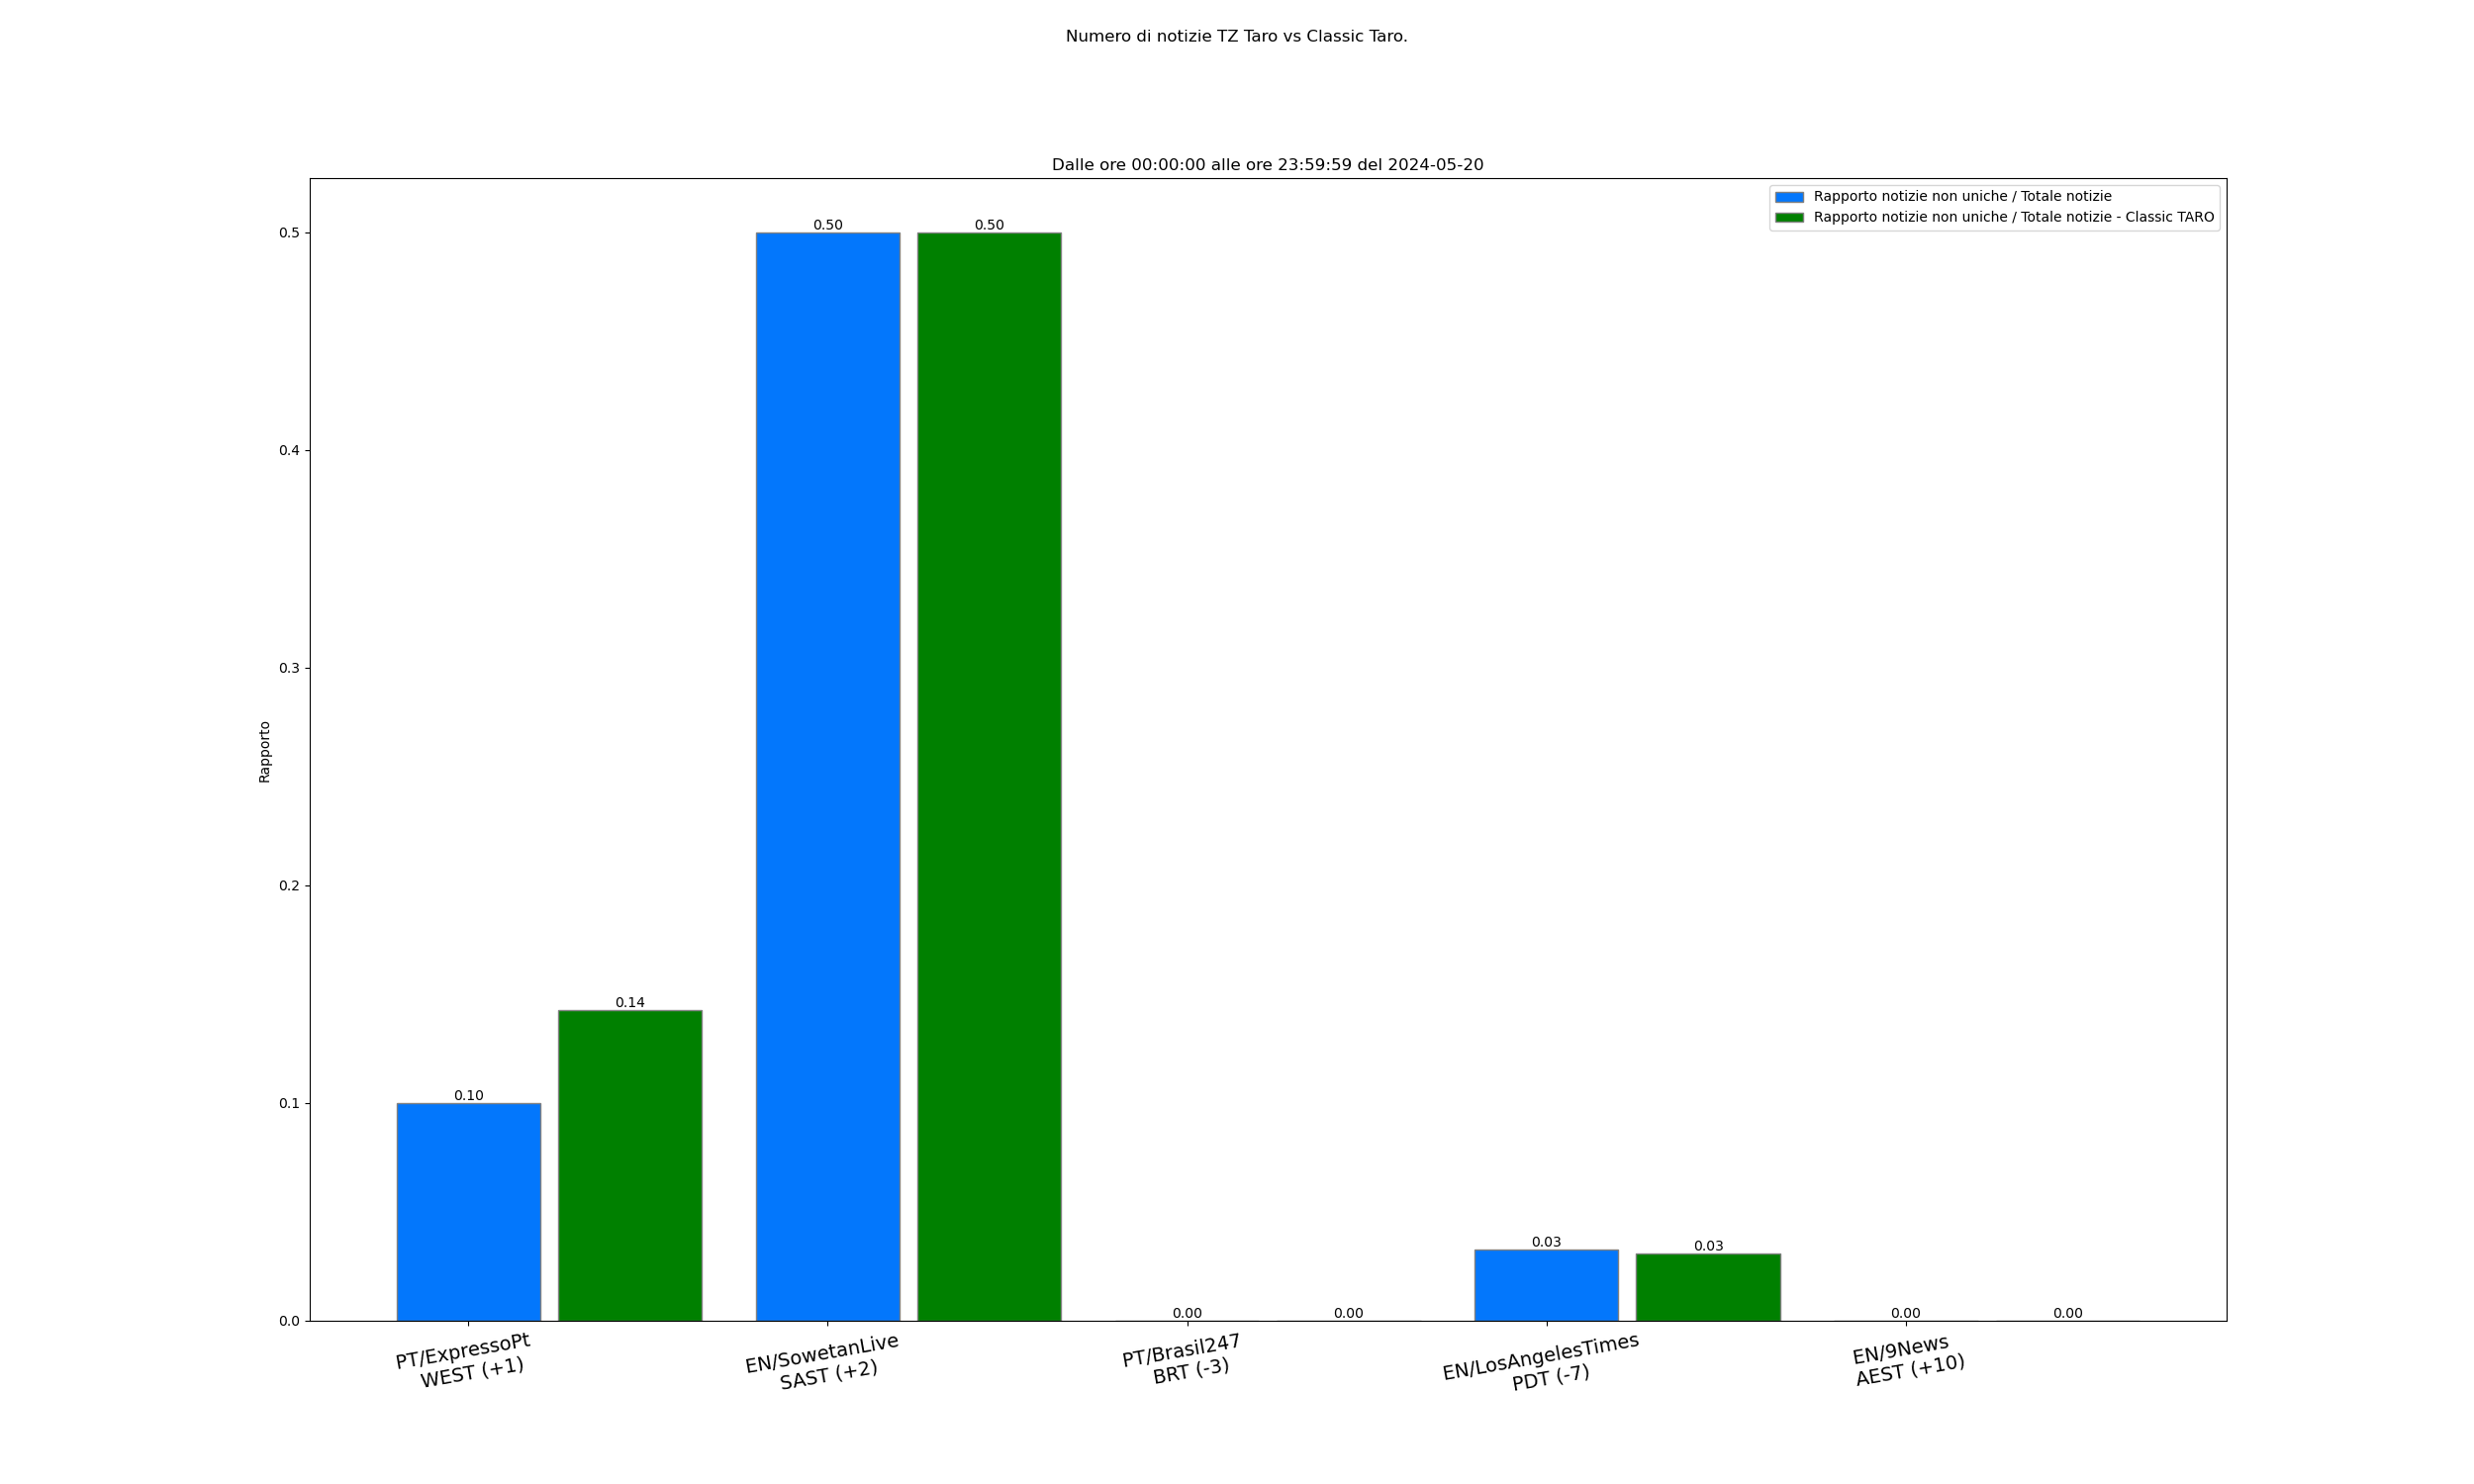 Numero di notizie TZ Taro vs Classic Taro.
Dalle ore 00:00:00 alle ore 23:59:59 del 2024-05-20
Rapporto notizie non uniche / Totale notizie
Rapporto notizie non uniche / Totale notizie - Classic TARO
Rapporto
0.5
0.4
0.3
0.2
0.1
0.0
0.10
0.14
0.50
0.50
0.00
0.00
0.03
0.03
0.00
0.00
PT/ExpressoPt
WEST (+1)
EN/SowetanLive
SAST (+2)
PT/Brasil247
BRT (-3)
EN/LosAngelesTimes
PDT (-7)
EN/9News
AEST (+10)